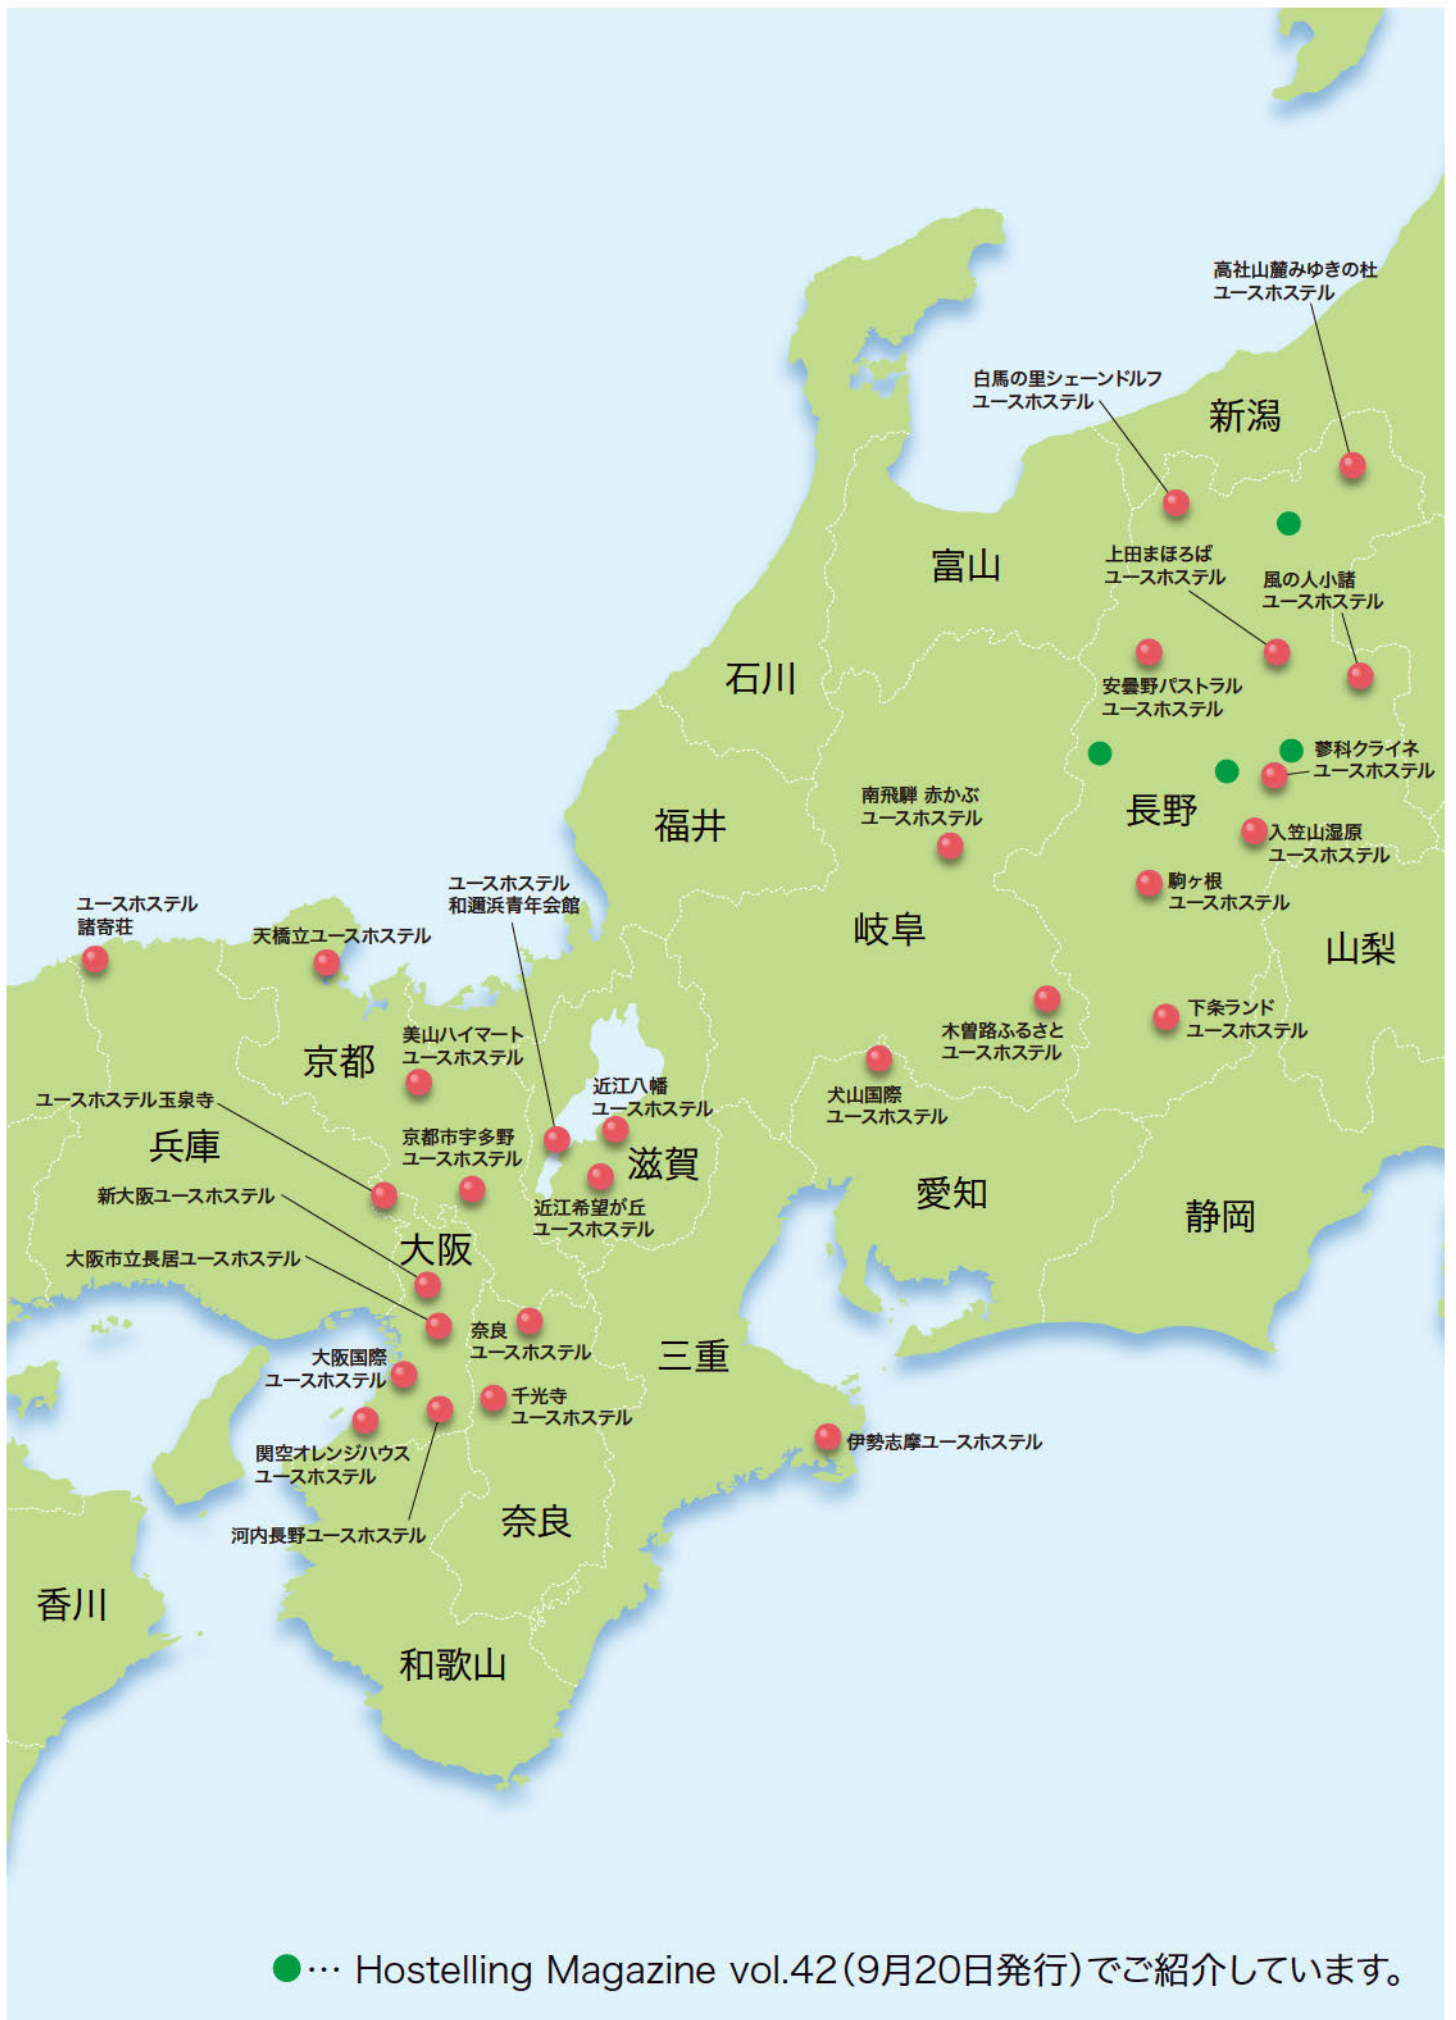 高社山麓みゆきの杜
ユースホステル
白馬の里シェーンドルフ
ユースホステル
新潟
富山
上田まほろば
ユースホステル
風の人小諸
ユースホステル
石川
安曇野パストラル
ユースホステル
蓼科クライネ
ユースホステル
南飛騨 赤かぶ
ユースホステル
長野
福井
入笠山湿原
ユースホステル
駒ヶ根
ユースホステル
ユースホステル
和邇浜青年会館
ユースホステル
諸寄荘
天橋立ユースホステル
岐阜
山梨
下条ランド
ユースホステル
木曽路ふるさと
ユースホステル
美山ハイマート
ユースホステル
京都
近江八幡
ユースホステル
犬山国際
ユースホステル
ユースホステル玉泉寺
兵庫
京都市宇多野
ユースホステル
滋賀
新大阪ユースホステル
近江希望が丘
ユースホステル
愛知
静岡
大阪
大阪市立長居ユースホステル
奈良
ユースホステル
三重
大阪国際
ユースホステル
千光寺
ユースホステル
伊勢志摩ユースホステル
関空オレンジハウス
ユースホステル
河内長野ユースホステル
奈良
香川
和歌山
●… Hostelling Magazine vol.42(9月20日発行)でご紹介しています。